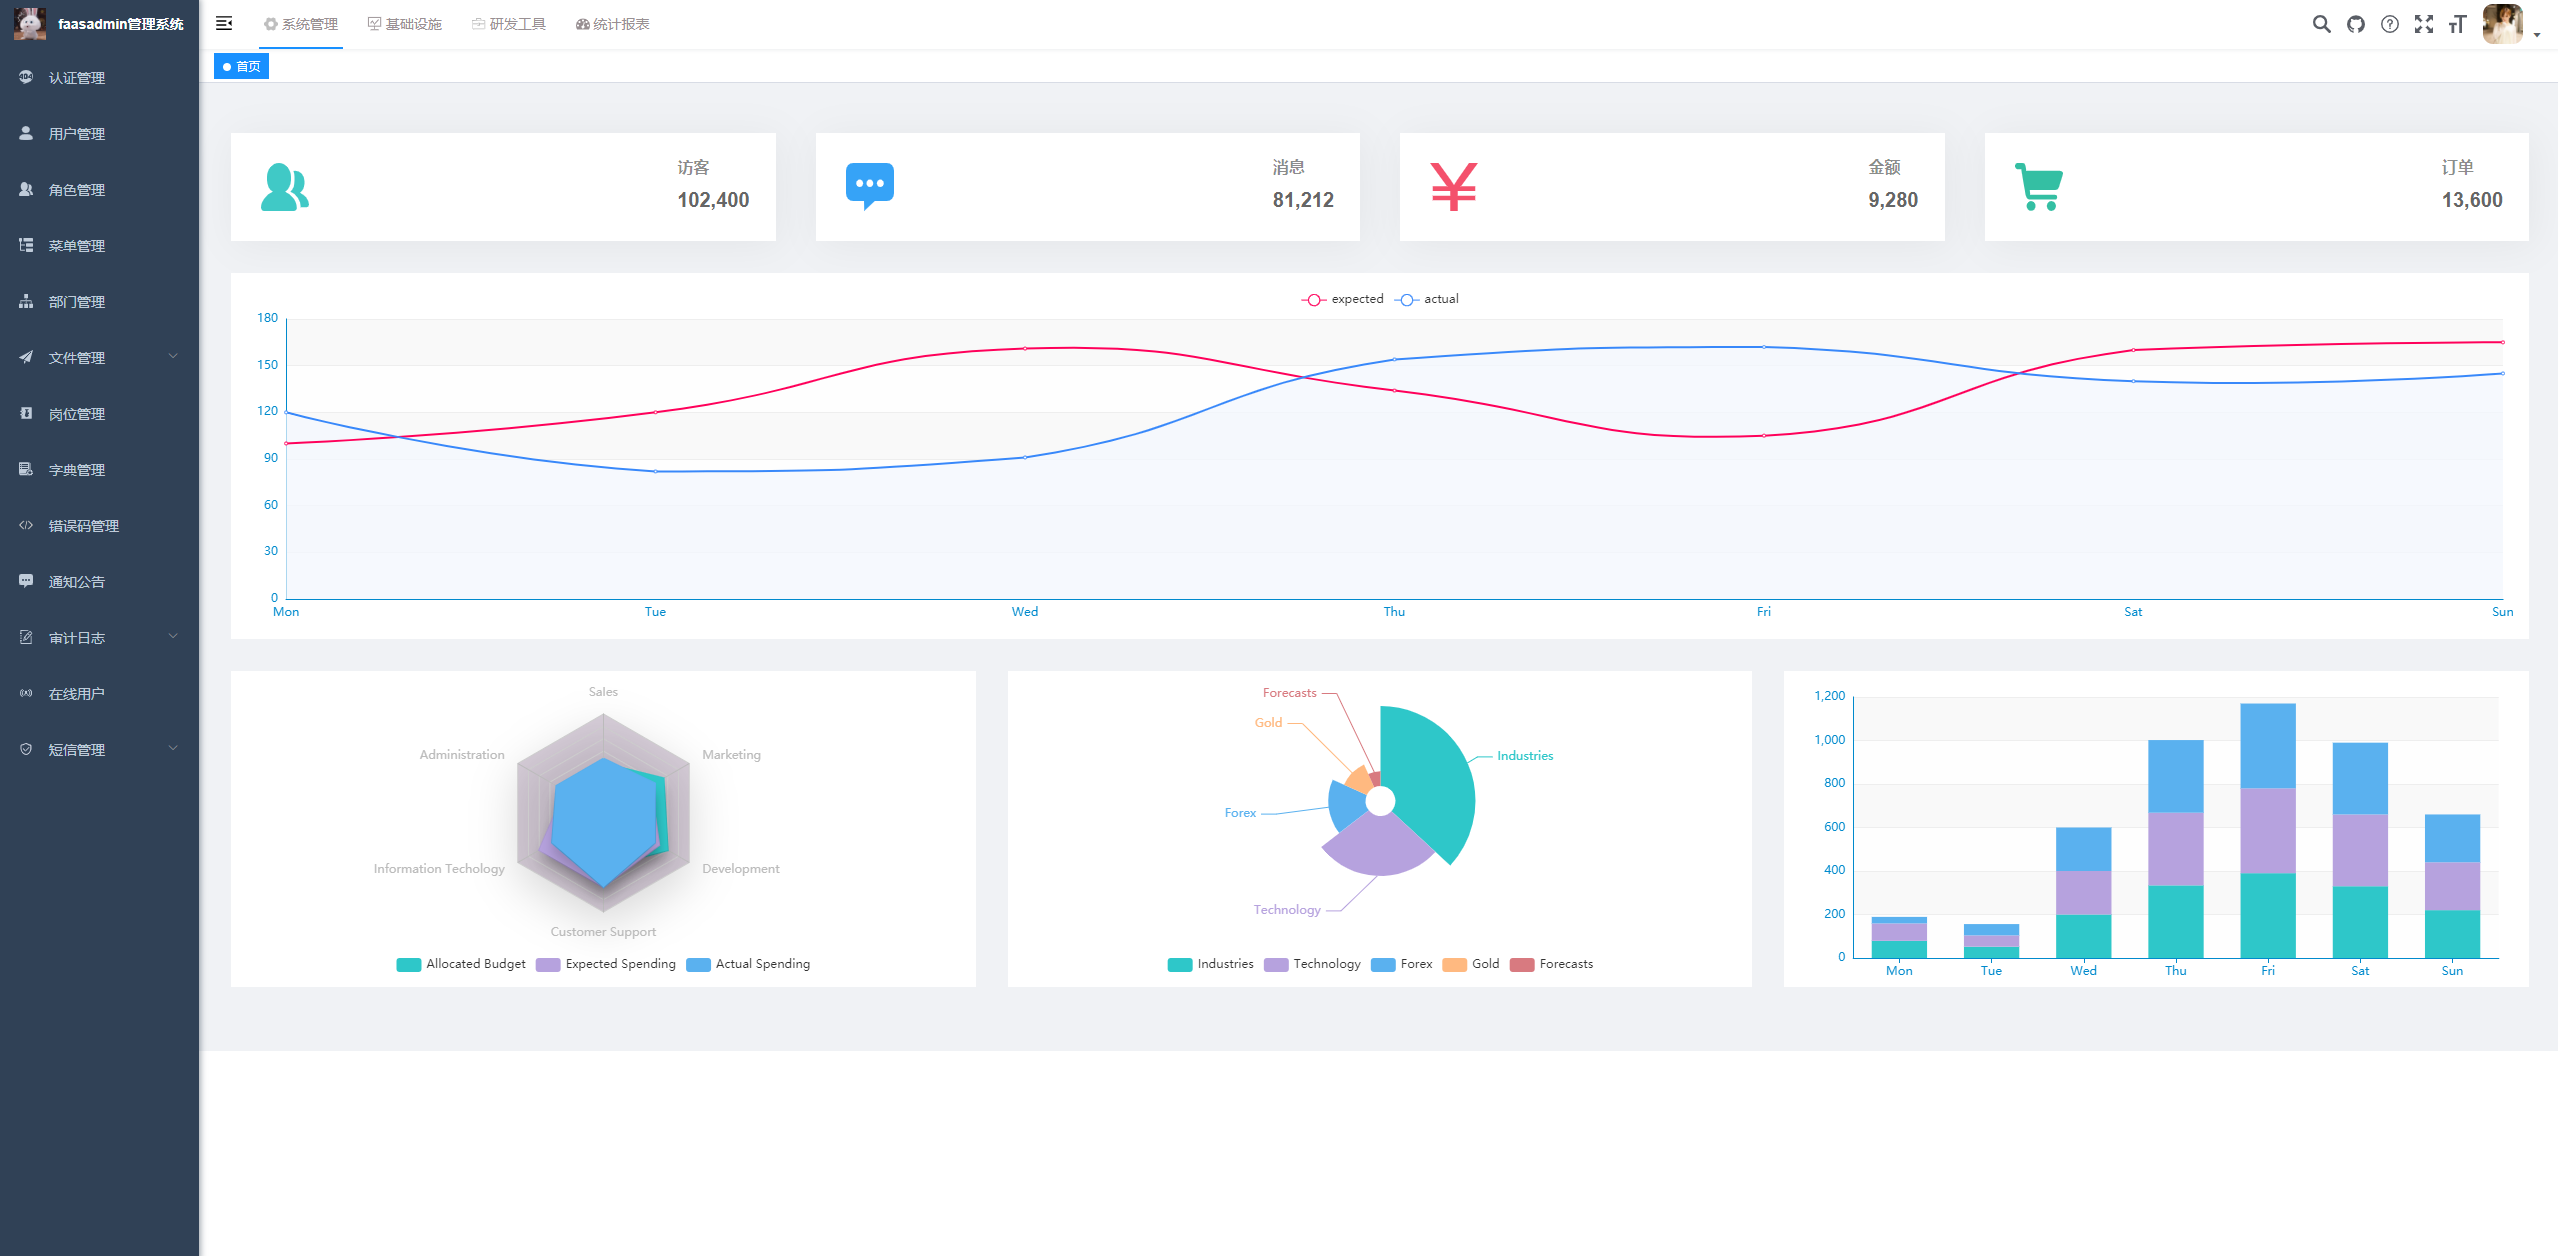 faasadmin管理系统
认证管理
用户管理
角色管理
菜单管理
部门管理
文件管理
岗位管理
字典管理
错误码管理
通知公告
审计日志
在线用户
短信管理
系统管理 基础设施 研发工具 统计报表
首页
访客
102,400
消息
81,212
金额
9,280
订单
13,600
expected actual
180
150
120
90
60
30
0
Mon Tue Wed Thu Fri Sat Sun
Sales
Administration Marketing
Information Techology Development
Customer Support
Allocated Budget Expected Spending Actual Spending
Forecasts
Gold
Industries
Forex
Technology
Industries Technology Forex Gold Forecasts
1,200
1,000
800
600
400
200
0
Mon Tue Wed Thu Fri Sat Sun